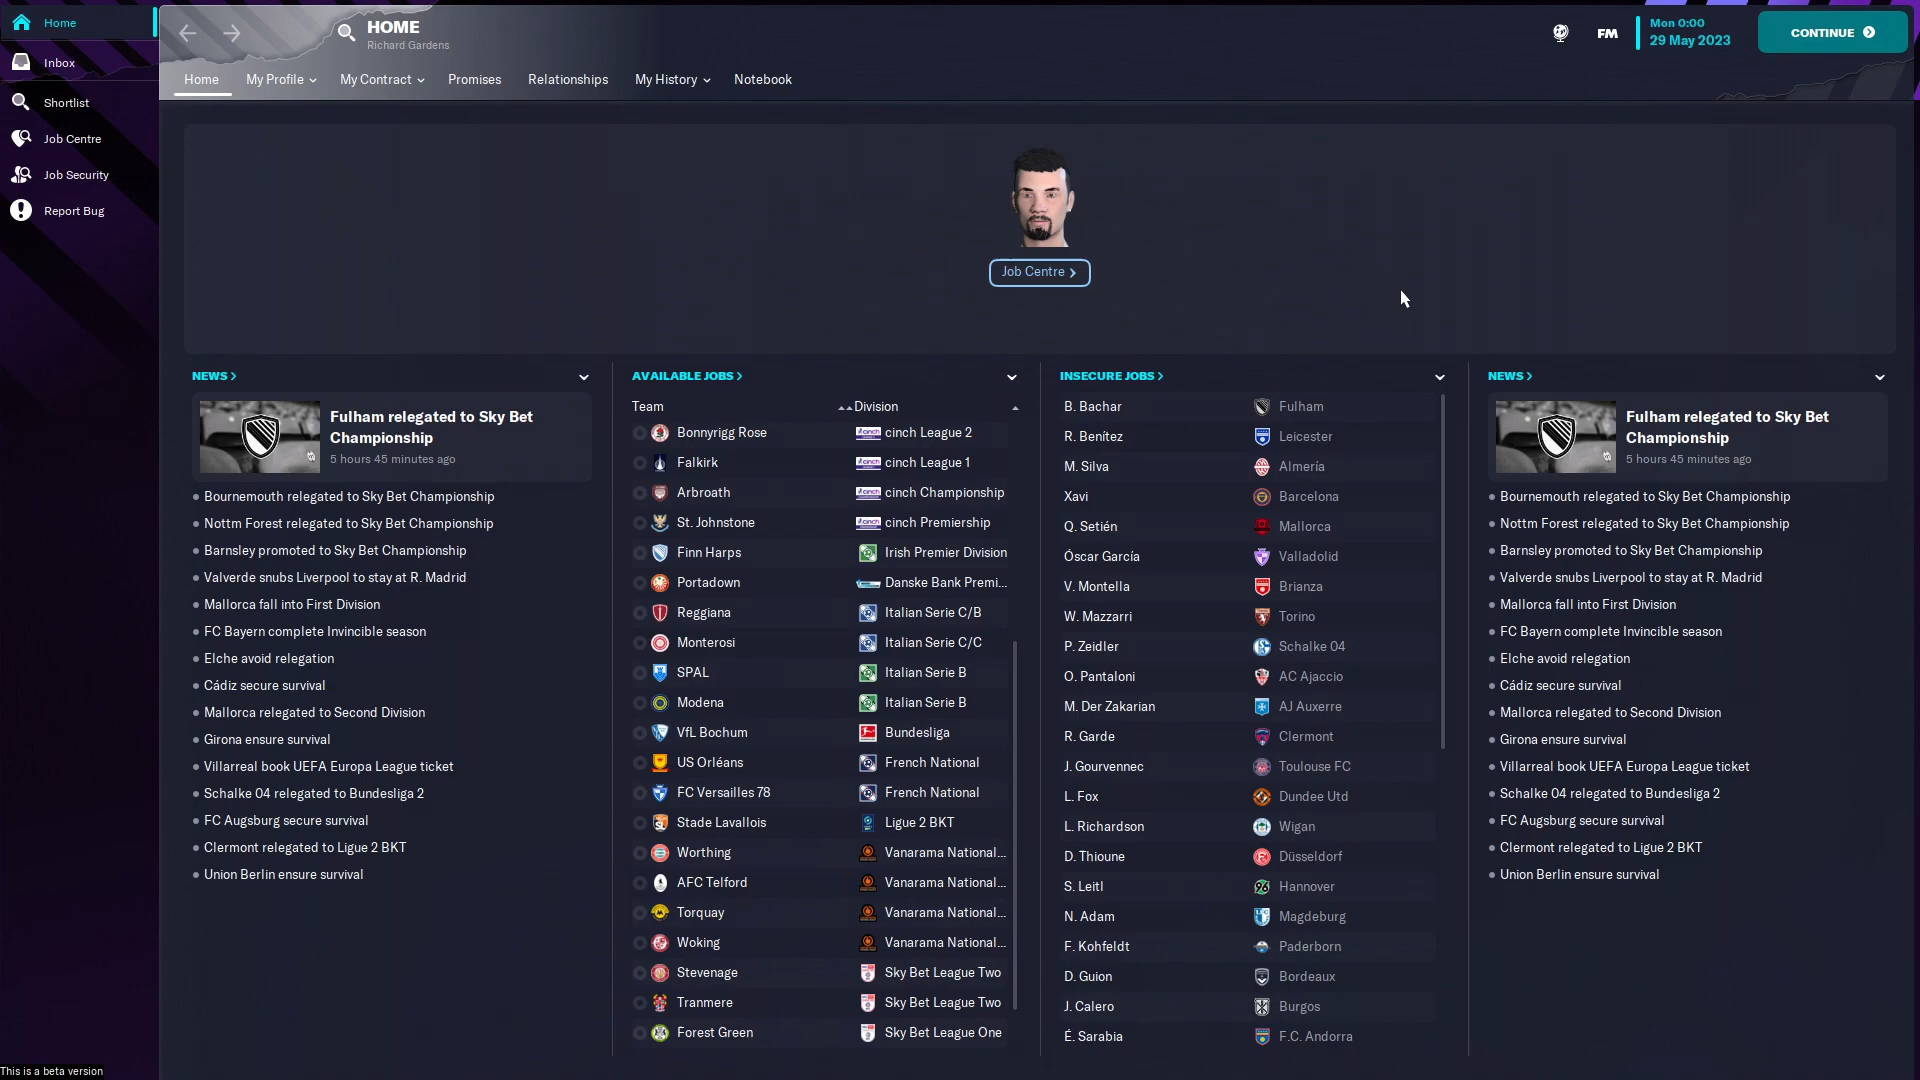 Home
Inbox
Shortlist
Job Centre
Job Security
Report Bug
HOME
Richard Gardens
FM
Mon 0:00
29 May 2023
CONTINUE
Home
My Profile
My Contract
Promises
Relationships
My History
Notebook
Job Centre
NEWS
Fulham relegated to Sky Bet
Championship
5 hours 45 minutes ago
Bournemouth relegated to Sky Bet Championship
Nottm Forest relegated to Sky Bet Championship
Barnsley promoted to Sky Bet Championship
Valverde snubs Liverpool to stay at R. Madrid
Mallorca fall into First Division
FC Bayern complete Invincible season
Elche avoid relegation
Cádiz secure survival
Mallorca relegated to Second Division
Girona ensure survival
Villarreal book UEFA Europa League ticket
Schalke 04 relegated to Bundesliga 2
FC Augsburg secure survival
Clermont relegated to Ligue 2 BKT
Union Berlin ensure survival
AVAILABLE JOBS
Team Division
Bonnyrigg Rose cinch League 2
Falkirk cinch League 1
Arbroath cinch Championship
St. Johnstone cinch Premiership
Finn Harps Irish Premier Division
Portadown Danske Bank Premi...
Reggiana Italian Serie C/B
Monterosi Italian Serie C/C
SPAL Italian Serie B
Modena Italian Serie B
VfL Bochum Bundesliga
US Orléans French National
FC Versailles 78 French National
Stade Lavallois Ligue 2 BKT
Worthing Vanarama National...
AFC Telford Vanarama National...
Torquay Vanarama National...
Woking Vanarama National...
Stevenage Sky Bet League Two
Tranmere Sky Bet League Two
Forest Green Sky Bet League One
INSECURE JOBS
B. Bachar Fulham
R. Benítez Leicester
M. Silva Almería
Xavi Barcelona
Q. Setién Mallorca
Óscar García Valladolid
V. Montella Brianza
W. Mazzarri Torino
P. Zeidler Schalke 04
O. Pantaloni AC Ajaccio
M. Der Zakarian AJ Auxerre
R. Garde Clermont
J. Gourvennec Toulouse FC
L. Fox Dundee Utd
L. Richardson Wigan
D. Thioune Düsseldorf
S. Leitl Hannover
N. Adam Magdeburg
F. Kohfeldt Paderborn
D. Guion Bordeaux
J. Calero Burgos
É. Sarabia F.C. Andorra
NEWS
Fulham relegated to Sky Bet
Championship
5 hours 45 minutes ago
Bournemouth relegated to Sky Bet Championship
Nottm Forest relegated to Sky Bet Championship
Barnsley promoted to Sky Bet Championship
Valverde snubs Liverpool to stay at R. Madrid
Mallorca fall into First Division
FC Bayern complete Invincible season
Elche avoid relegation
Cádiz secure survival
Mallorca relegated to Second Division
Girona ensure survival
Villarreal book UEFA Europa League ticket
Schalke 04 relegated to Bundesliga 2
FC Augsburg secure survival
Clermont relegated to Ligue 2 BKT
Union Berlin ensure survival
This is a beta version